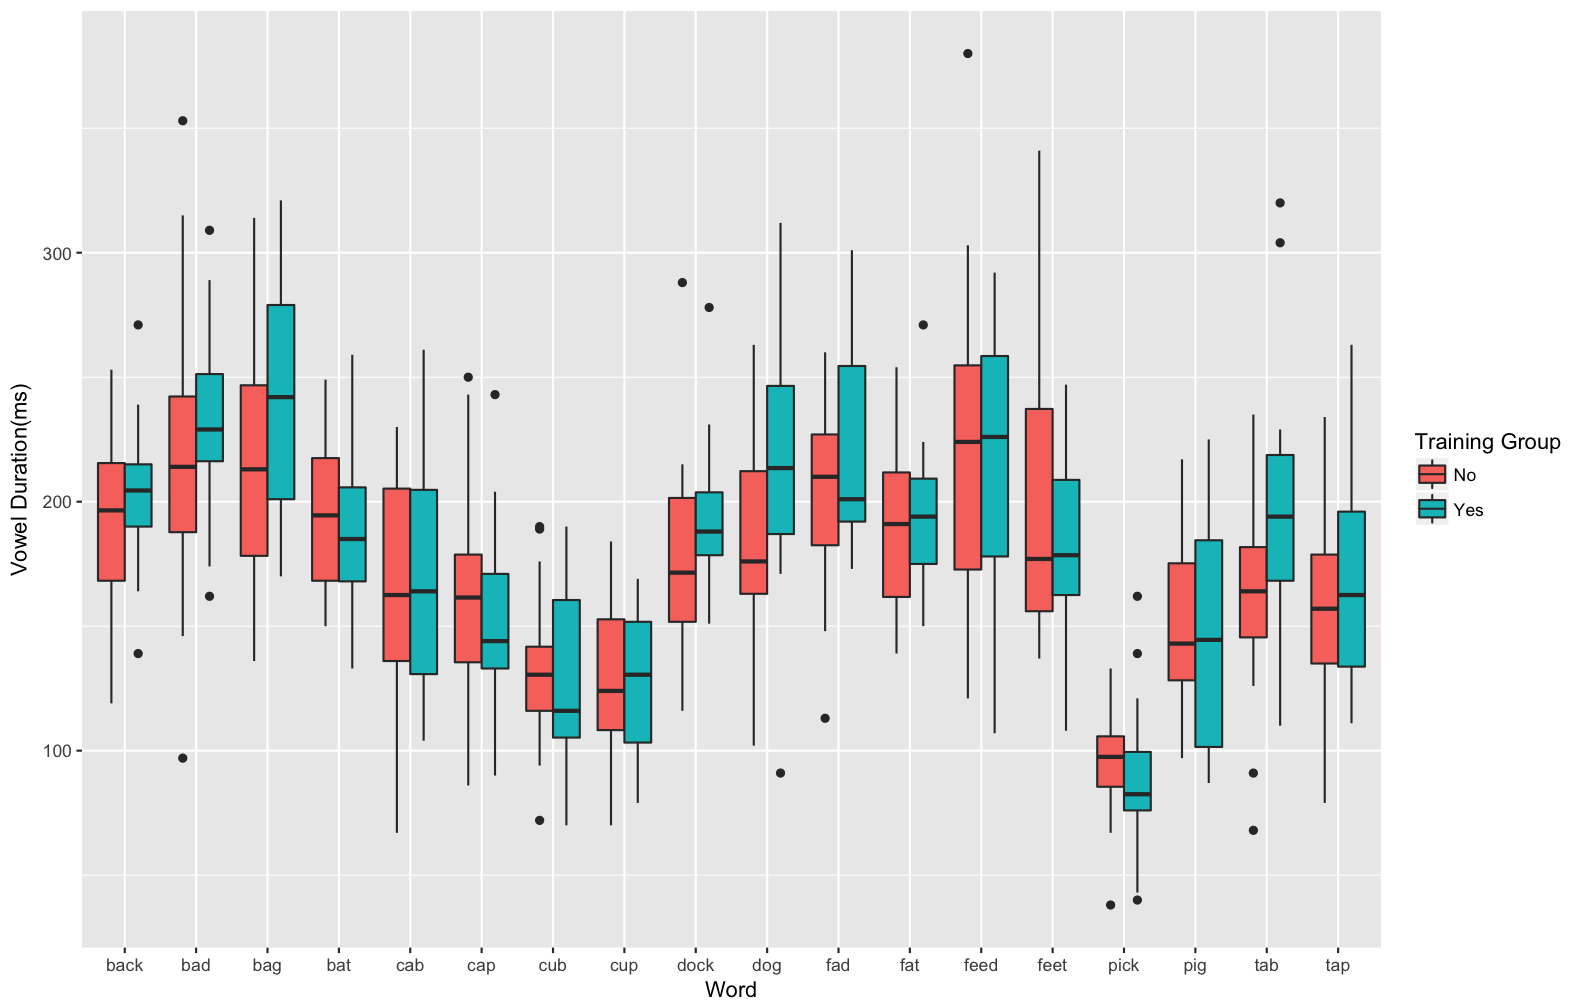 Vowel Duration(ms)
300
200
100
back bad bag bat cab cap cub cup dock dog fad fat feed feet pick pig tab tap
Word
Training Group
No
Yes